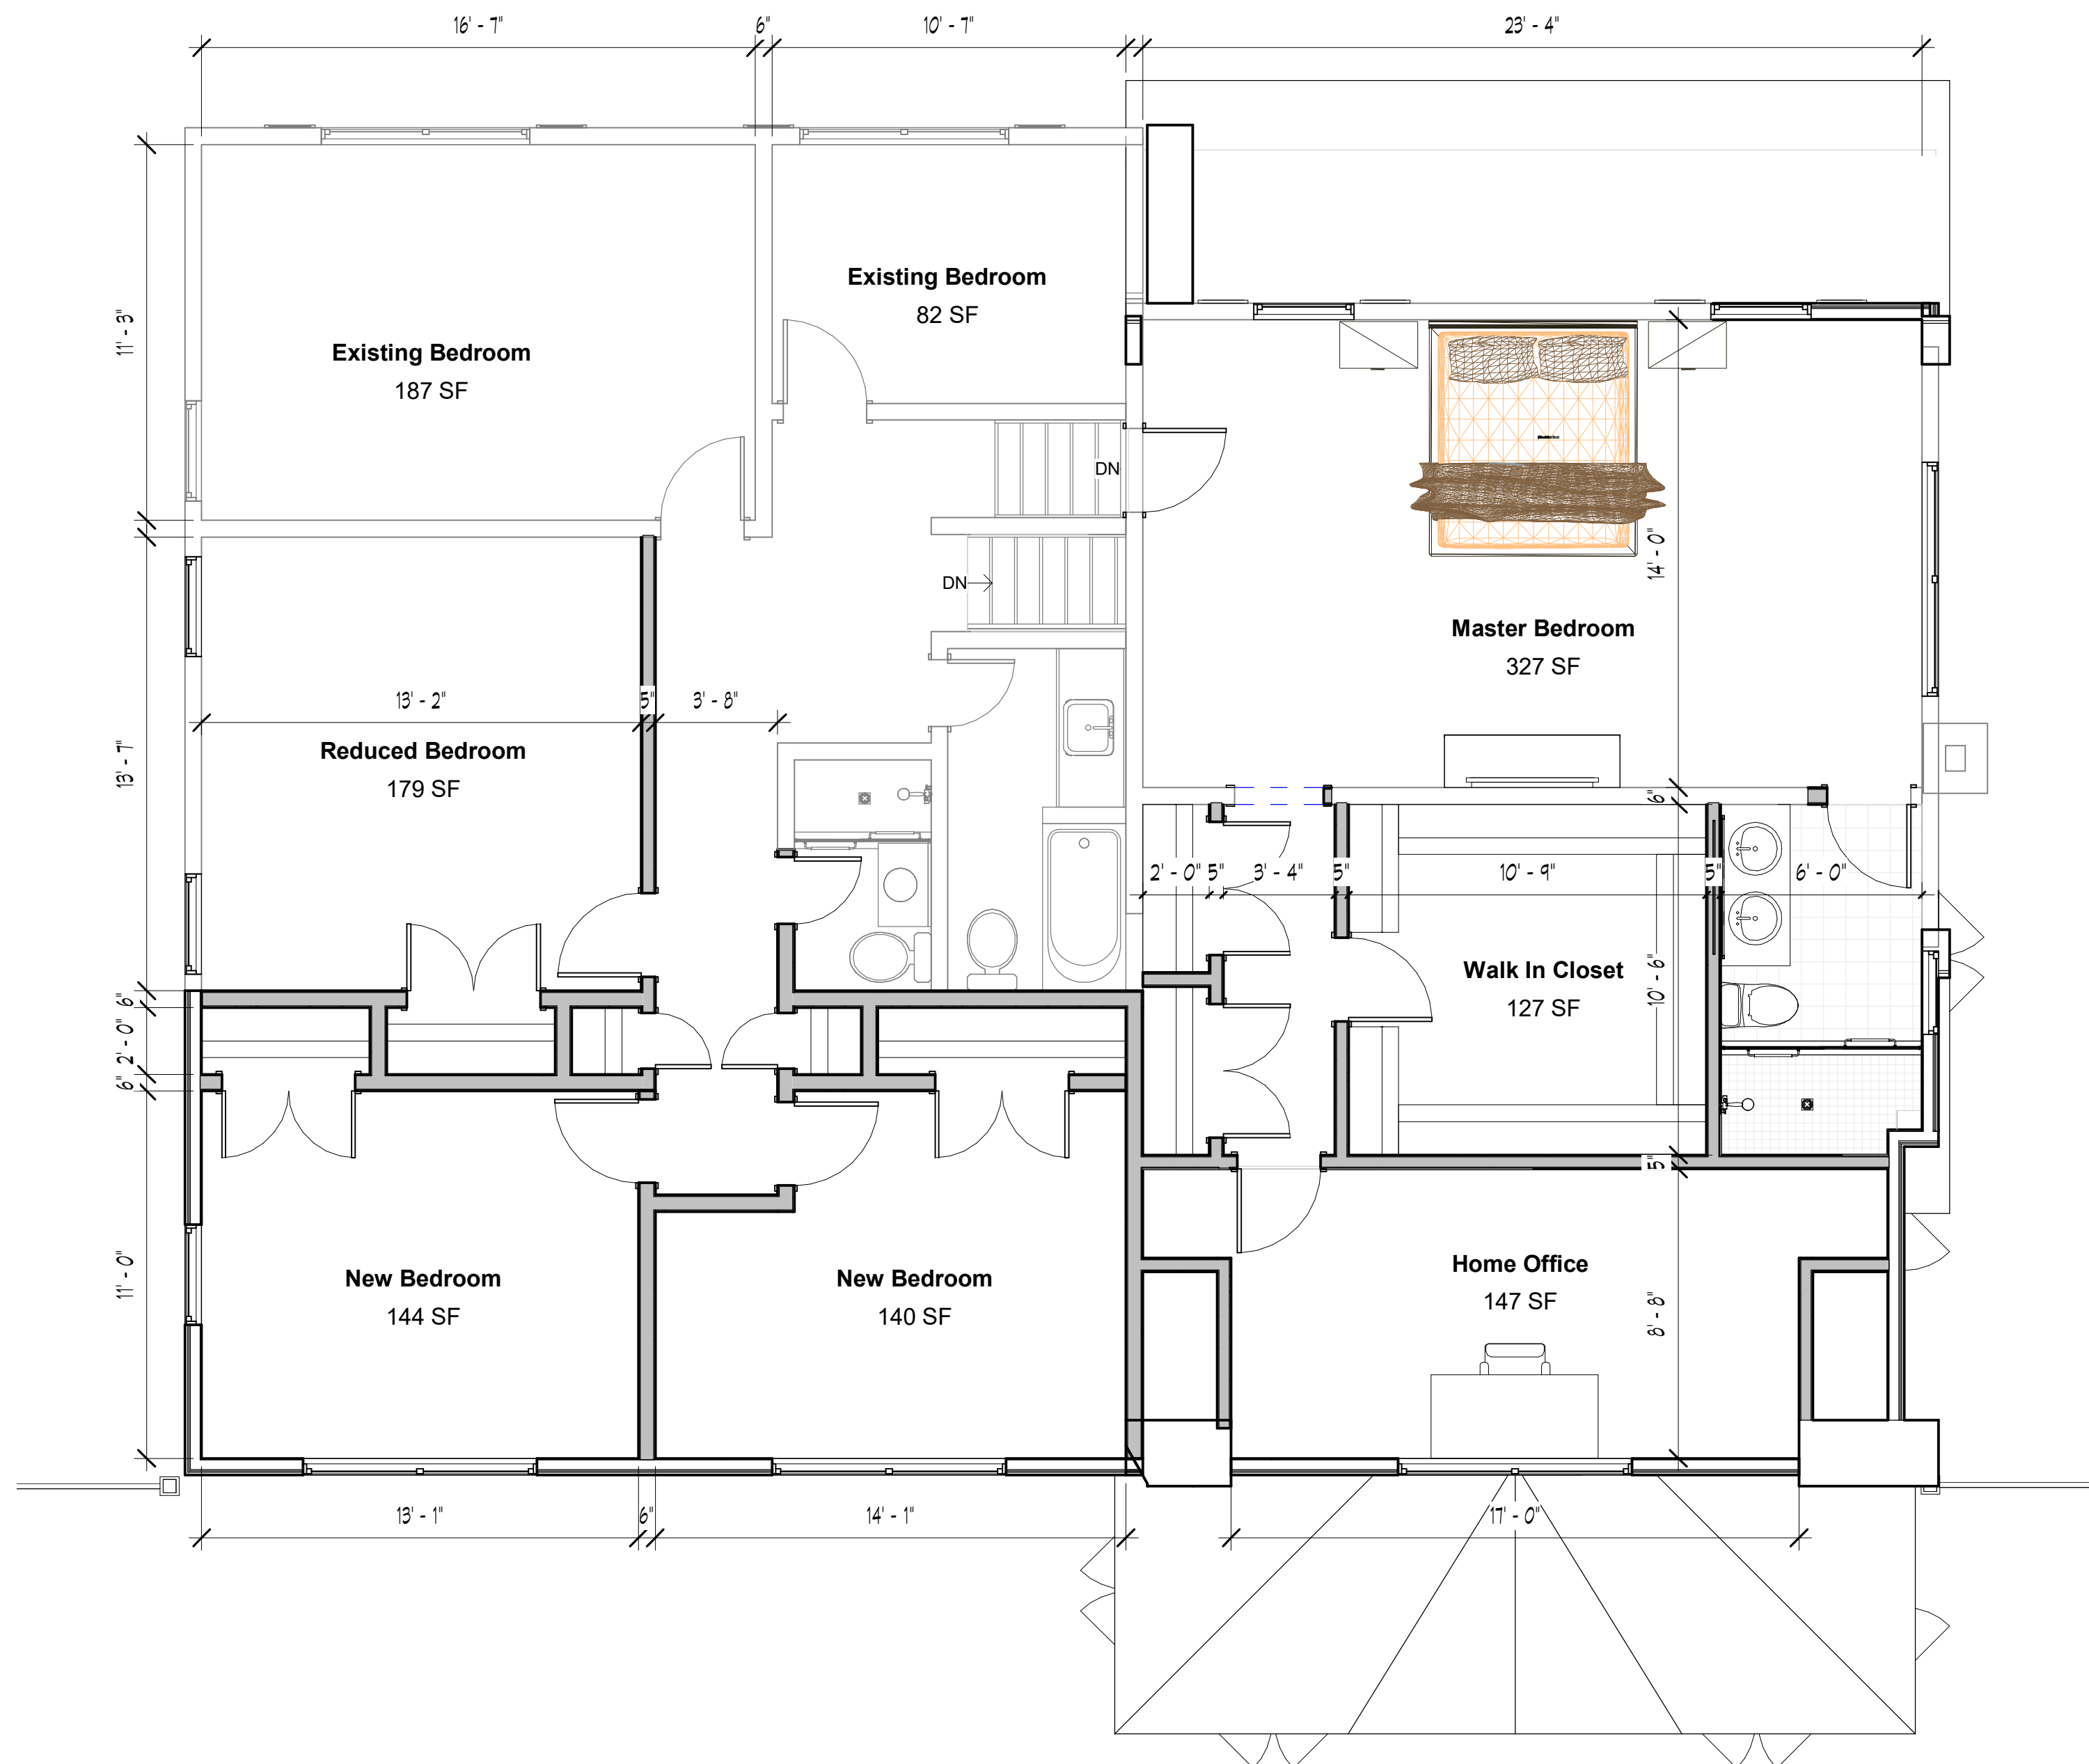 16' - 7"
6"
10' - 7"
23' - 4"
Existing Bedroom
82 SF
Existing Bedroom
187 SF
11' - 3"
DN
14' - 0"
DN
Master Bedroom
327 SF
13' - 2"
5"
3' - 8"
Reduced Bedroom
179 SF
13' - 7"
6"
2' - 0"
5"
3' - 4"
5"
10' - 9"
5"
6' - 0"
Walk In Closet
127 SF
10' - 6"
6"
2' - 0"
6"
5"
New Bedroom
144 SF
New Bedroom
140 SF
Home Office
147 SF
11' - 0"
8' - 8"
13' - 1"
6"
14' - 1"
17' - 0"